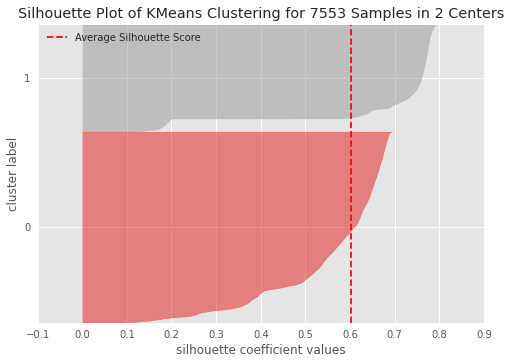 Silhouette Plot of KMeans Clustering for 7553 Samples in 2 Centers
Average Silhouette Score
1
cluster label
0
−0.1 0.0 0.1 0.2 0.3 0.4 0.5 0.6 0.7 0.8 0.9
silhouette coefficient values